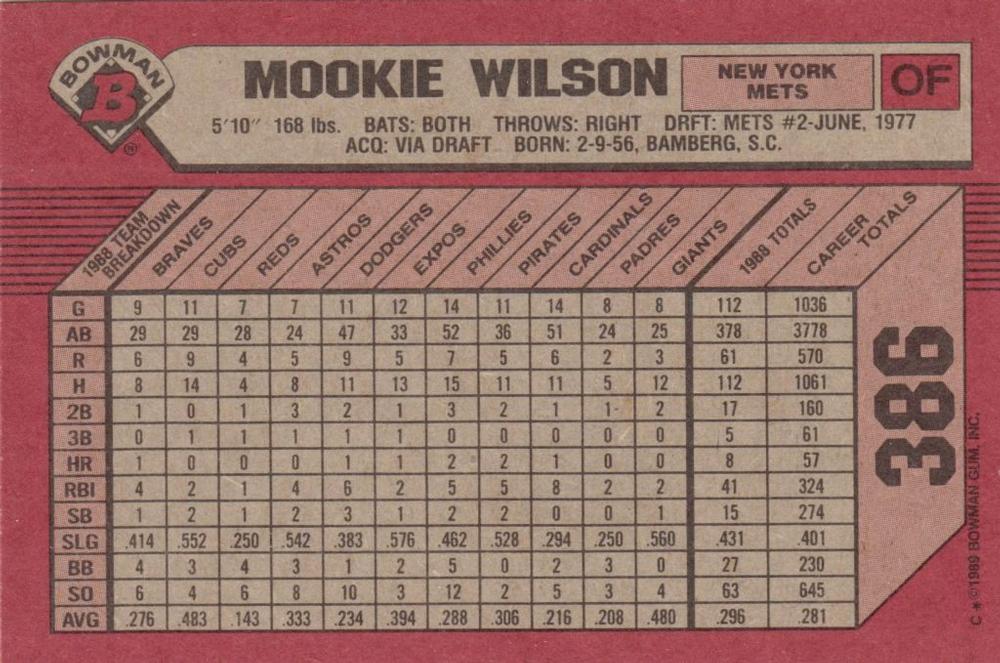 BOWMAN
B
®
MOOKIE WILSON
NEW YORK
METS
OF
5'10" 168 lbs. BATS: BOTH THROWS: RIGHT DRFT: METS #2-JUNE, 1977
ACQ: VIA DRAFT BORN: 2-9-56, BAMBERG, S.C.
1988 TEAM BREAKDOWN BRAVES CUBS REDS ASTROS DODGERS EXPOS PHILLIES PIRATES CARDINALS PADRES GIANTS 1988 TOTALS CAREER TOTALS
G 9 11 7 7 11 12 14 11 14 8 8 112 1036
AB 29 29 28 24 47 33 52 36 51 24 25 378 3778
R 6 9 4 5 9 5 7 5 6 2 3 61 570
H 8 14 4 8 11 13 15 11 11 5 12 112 1061
2B 1 0 1 3 2 1 3 2 1 1 2 17 160
3B 0 1 1 1 1 1 0 0 0 0 0 5 61
HR 1 0 0 0 1 1 2 2 1 0 0 8 57
RBI 4 2 1 4 6 2 5 5 8 2 2 41 324
SB 1 2 1 2 3 1 2 2 0 0 1 15 274
SLG .414 .552 .250 .542 .383 .576 .462 .528 .294 .250 .560 .431 .401
BB 4 3 4 3 1 2 5 0 2 3 0 27 230
SO 6 4 6 8 10 3 12 2 5 3 4 63 645
AVG .276 .483 .143 .333 .234 .394 .288 .306 .216 .208 .480 .296 .281
386
C * ©1989 BOWMAN GUM, INC.